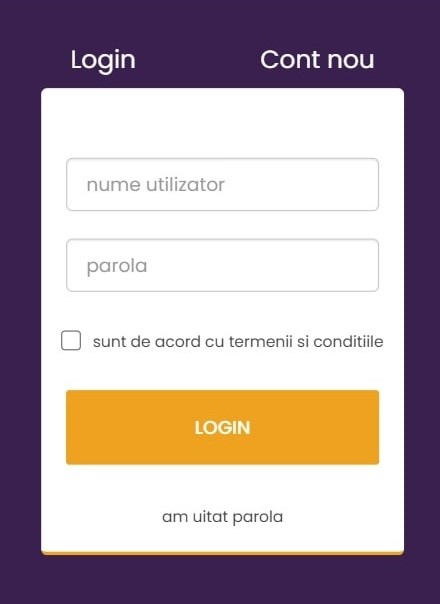 Login
Cont nou
nume utilizator
parola
sunt de acord cu termenii si conditiile
LOGIN
am uitat parola